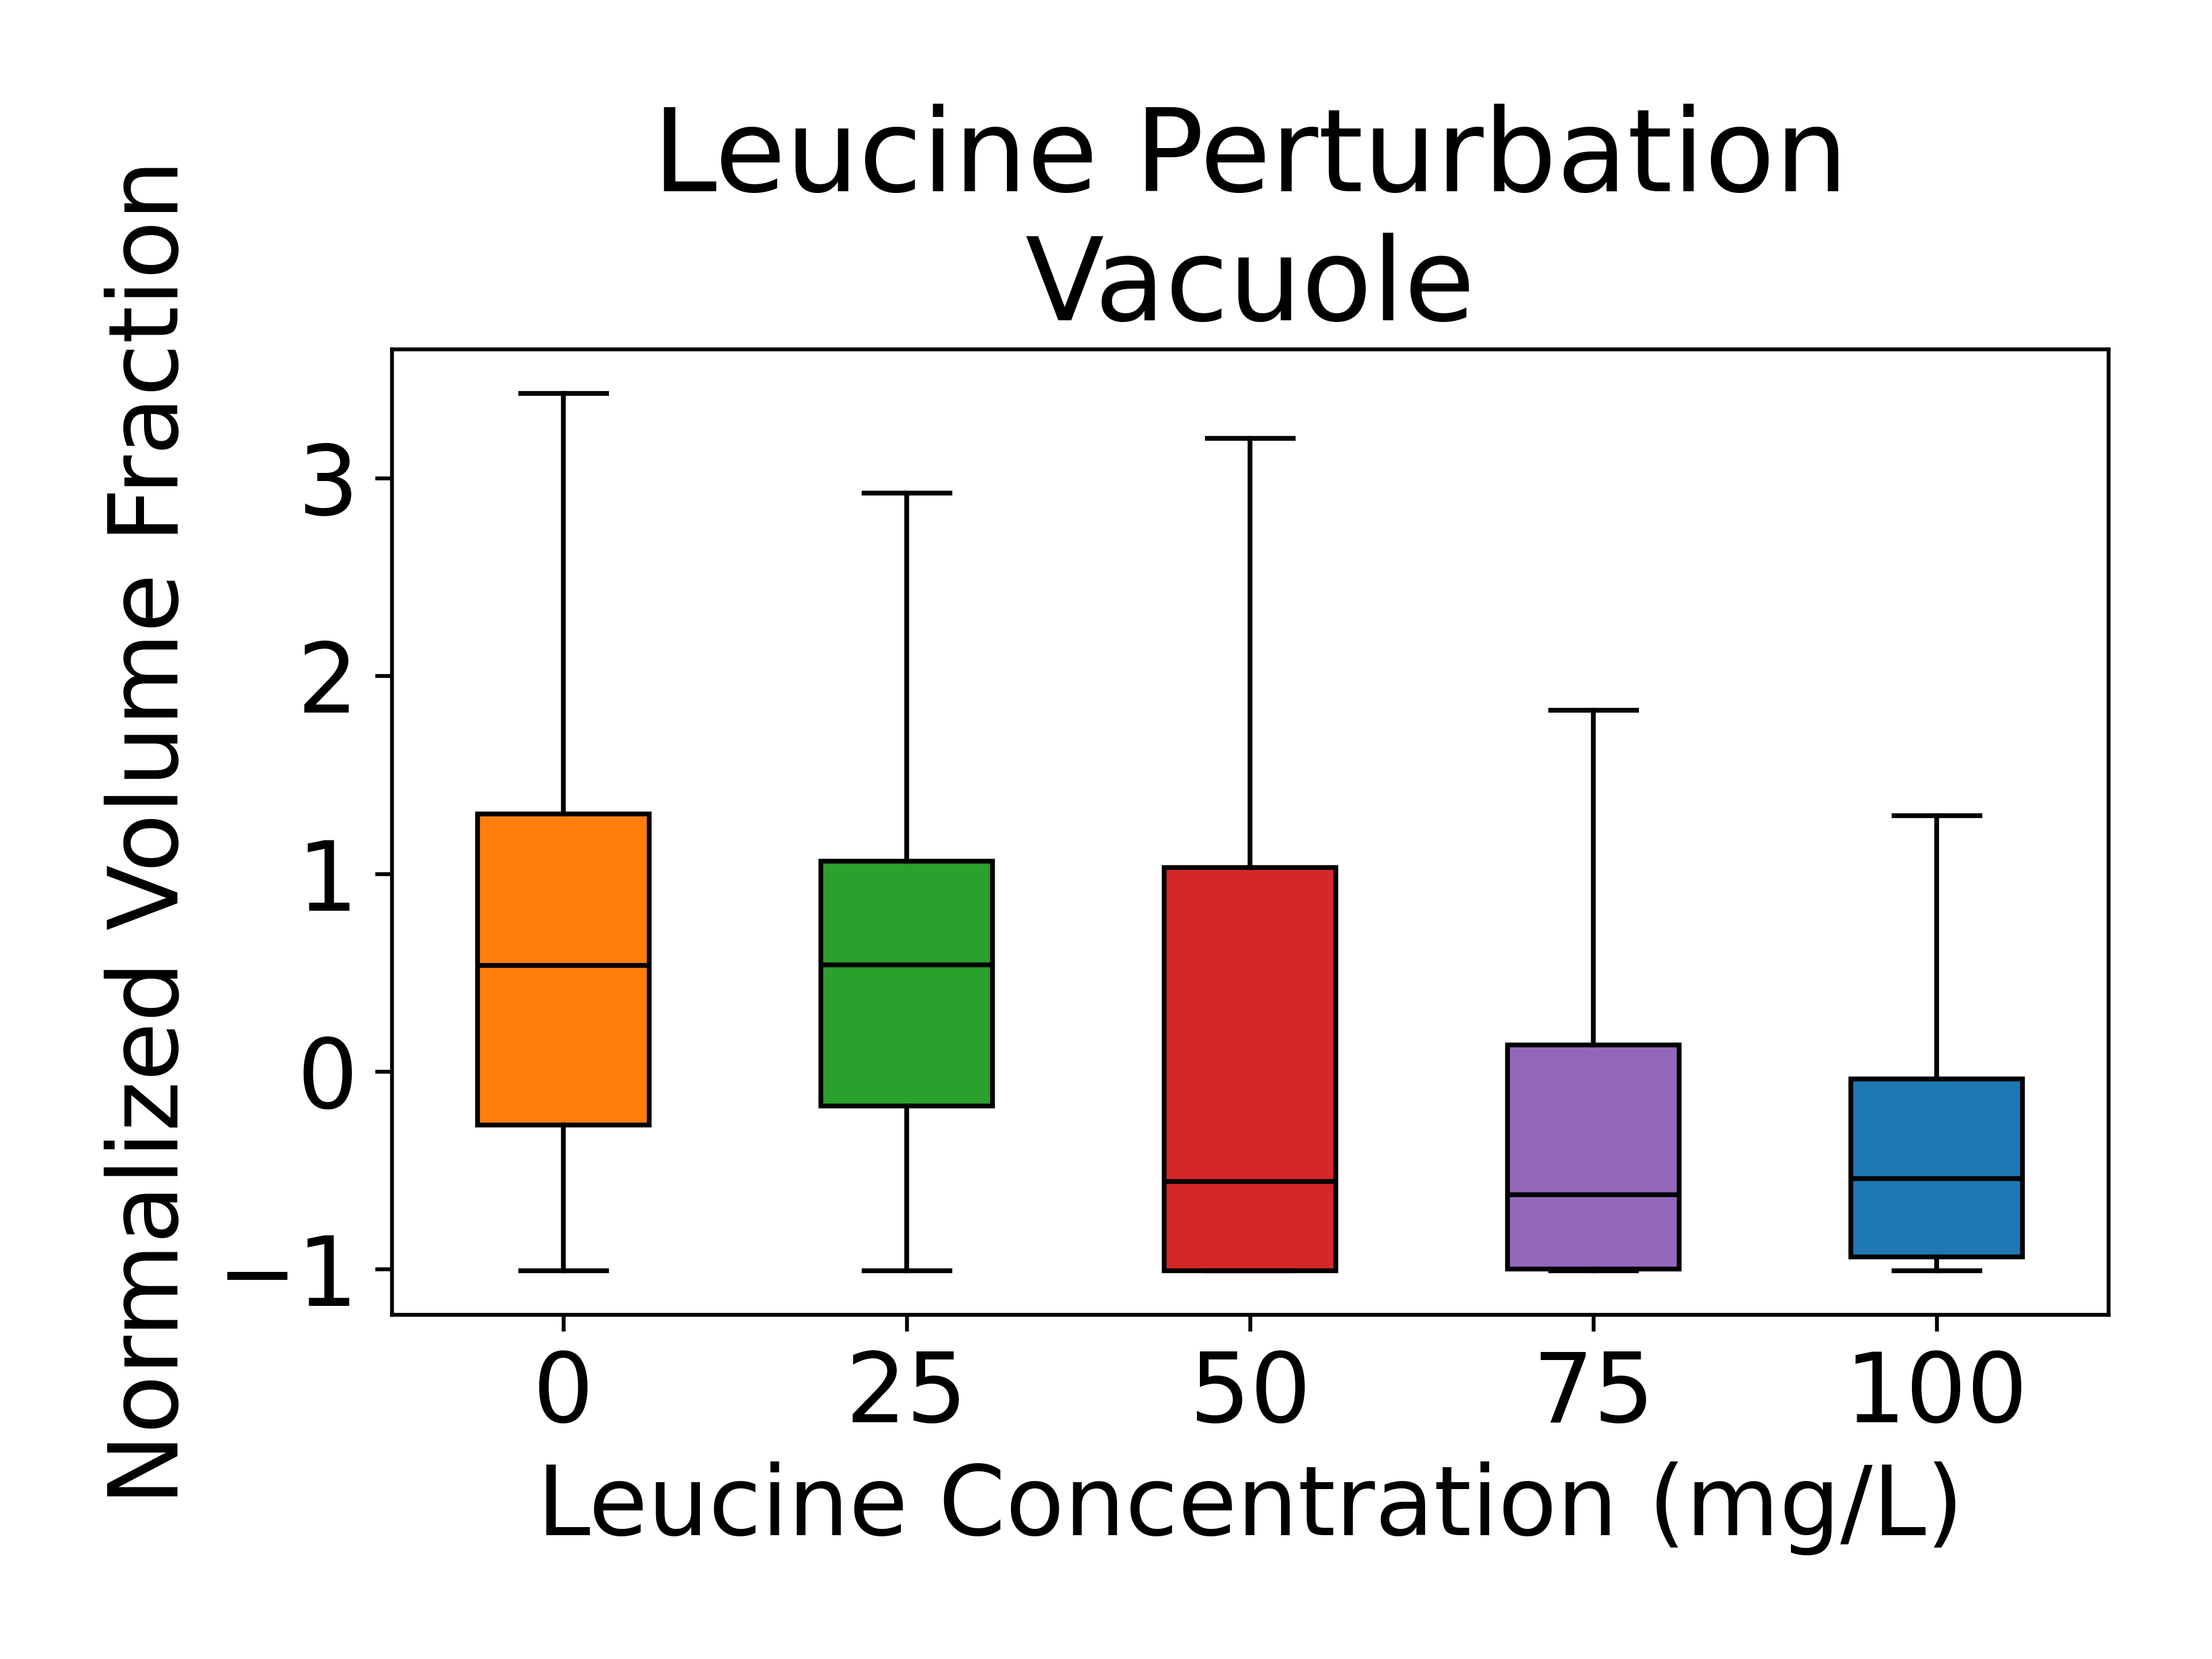 Leucine Perturbation
Vacuole
Normalized Volume Fraction
3
2
1
0
−1
0 25 50 75 100
Leucine Concentration (mg/L)